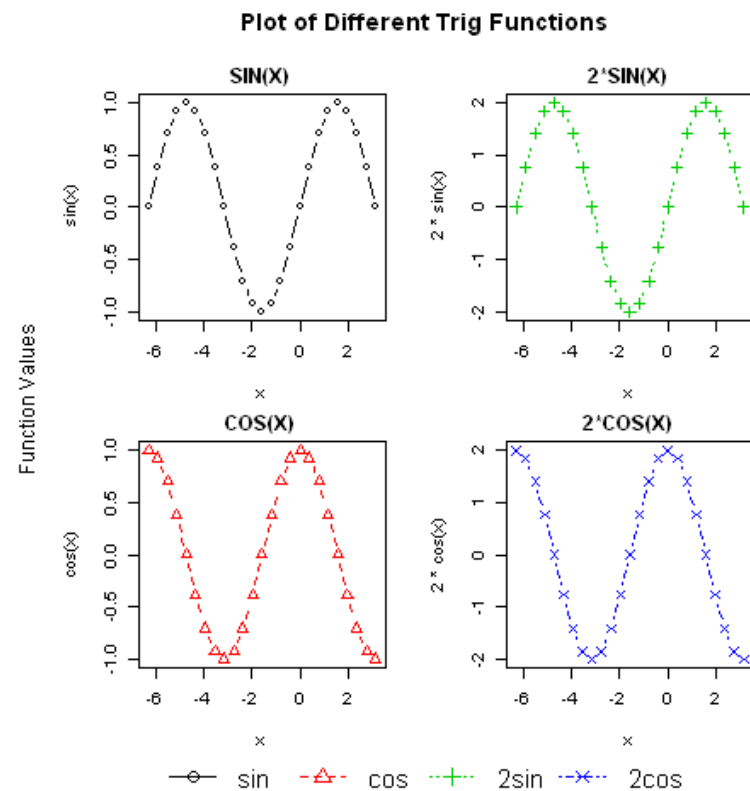 Plot of Different Trig Functions
Function Values
SIN(X)
sin(x)
1.0
0.5
0.0
-0.5
-1.0
-6 -4 -2 0 2
x
2*SIN(X)
2 * sin(x)
2
1
0
-1
-2
-6 -4 -2 0 2
x
COS(X)
cos(x)
1.0
0.5
0.0
-0.5
-1.0
-6 -4 -2 0 2
x
2*COS(X)
2 * cos(x)
2
1
0
-1
-2
-6 -4 -2 0 2
x
sin cos 2sin 2cos